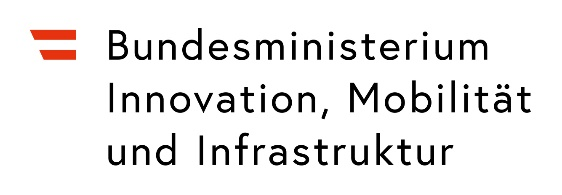 Bundesministerium
Innovation, Mobilität
und Infrastruktur